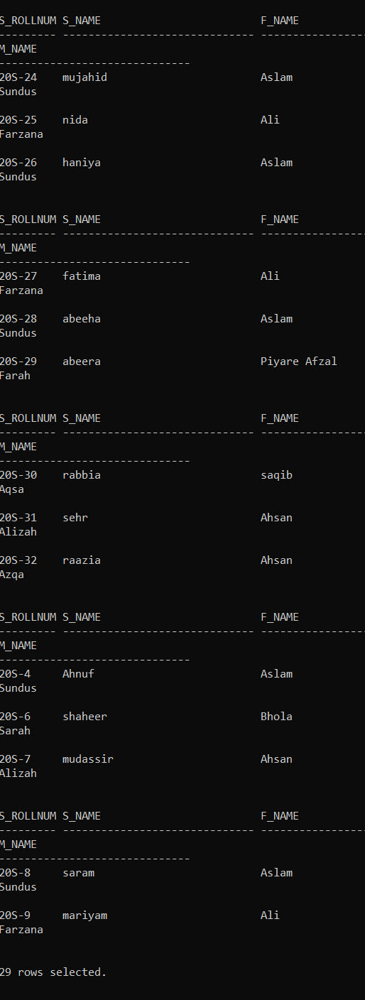 S_ROLLNUM S_NAME                         F_NAME
--------- ------------------------------ -----------------
M_NAME
------------------------------
20S-24    mujahid                        Aslam
Sundus

20S-25    nida                           Ali
Farzana

20S-26    haniya                         Aslam
Sundus


S_ROLLNUM S_NAME                         F_NAME
--------- ------------------------------ -----------------
M_NAME
------------------------------
20S-27    fatima                         Ali
Farzana

20S-28    abeeha                         Aslam
Sundus

20S-29    abeera                         Piyare Afzal
Farah


S_ROLLNUM S_NAME                         F_NAME
--------- ------------------------------ -----------------
M_NAME
------------------------------
20S-30    rabbia                         saqib
Aqsa

20S-31    sehr                           Ahsan
Alizah

20S-32    raazia                         Ahsan
Azqa


S_ROLLNUM S_NAME                         F_NAME
--------- ------------------------------ -----------------
M_NAME
------------------------------
20S-4     Ahnuf                          Aslam
Sundus

20S-6     shaheer                        Bhola
Sarah

20S-7     mudassir                       Ahsan
Alizah


S_ROLLNUM S_NAME                         F_NAME
--------- ------------------------------ -----------------
M_NAME
------------------------------
20S-8     saram                          Aslam
Sundus

20S-9     mariyam                        Ali
Farzana


29 rows selected.